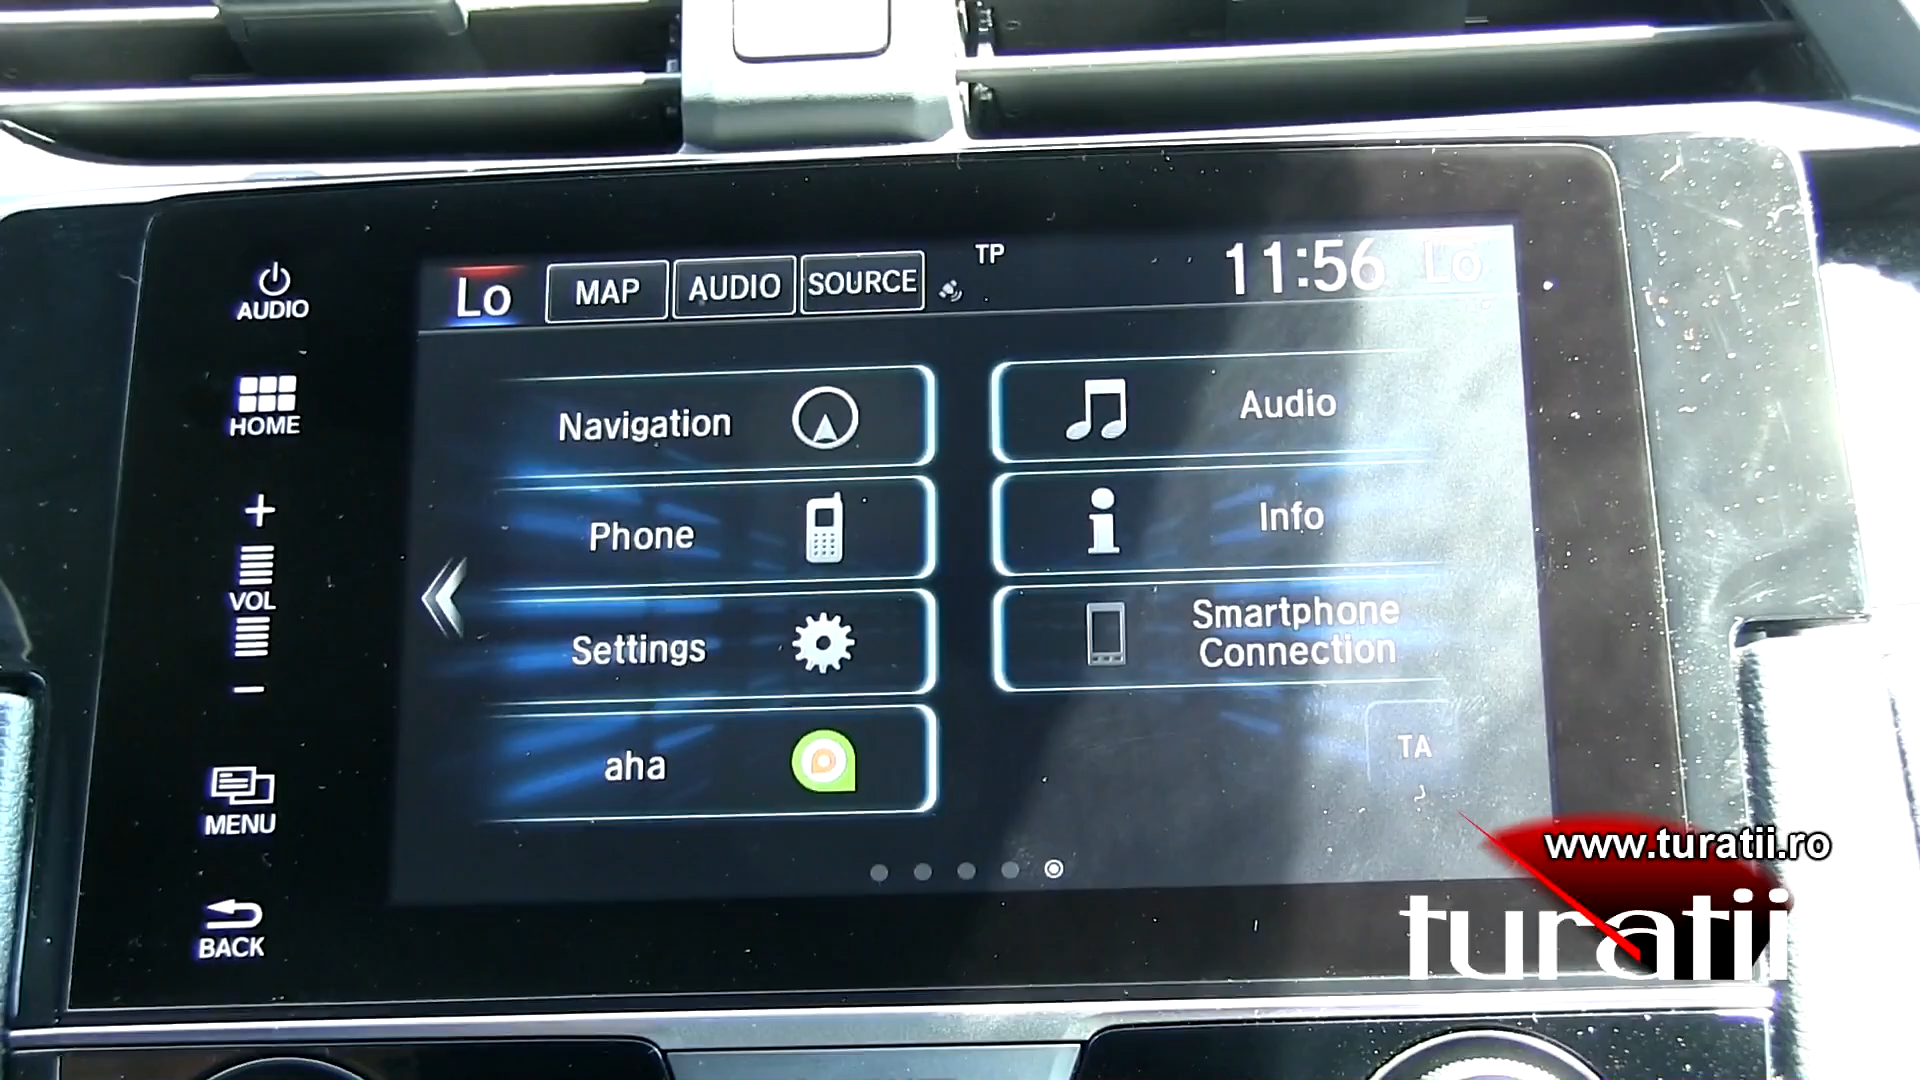 Lo
MAP
AUDIO
SOURCE
TP
11:56
Lo
AUDIO
HOME
VOL
MENU
BACK
Navigation
Audio
Phone
Info
Settings
Smartphone
Connection
aha
TA
www.turatii.ro
turatii